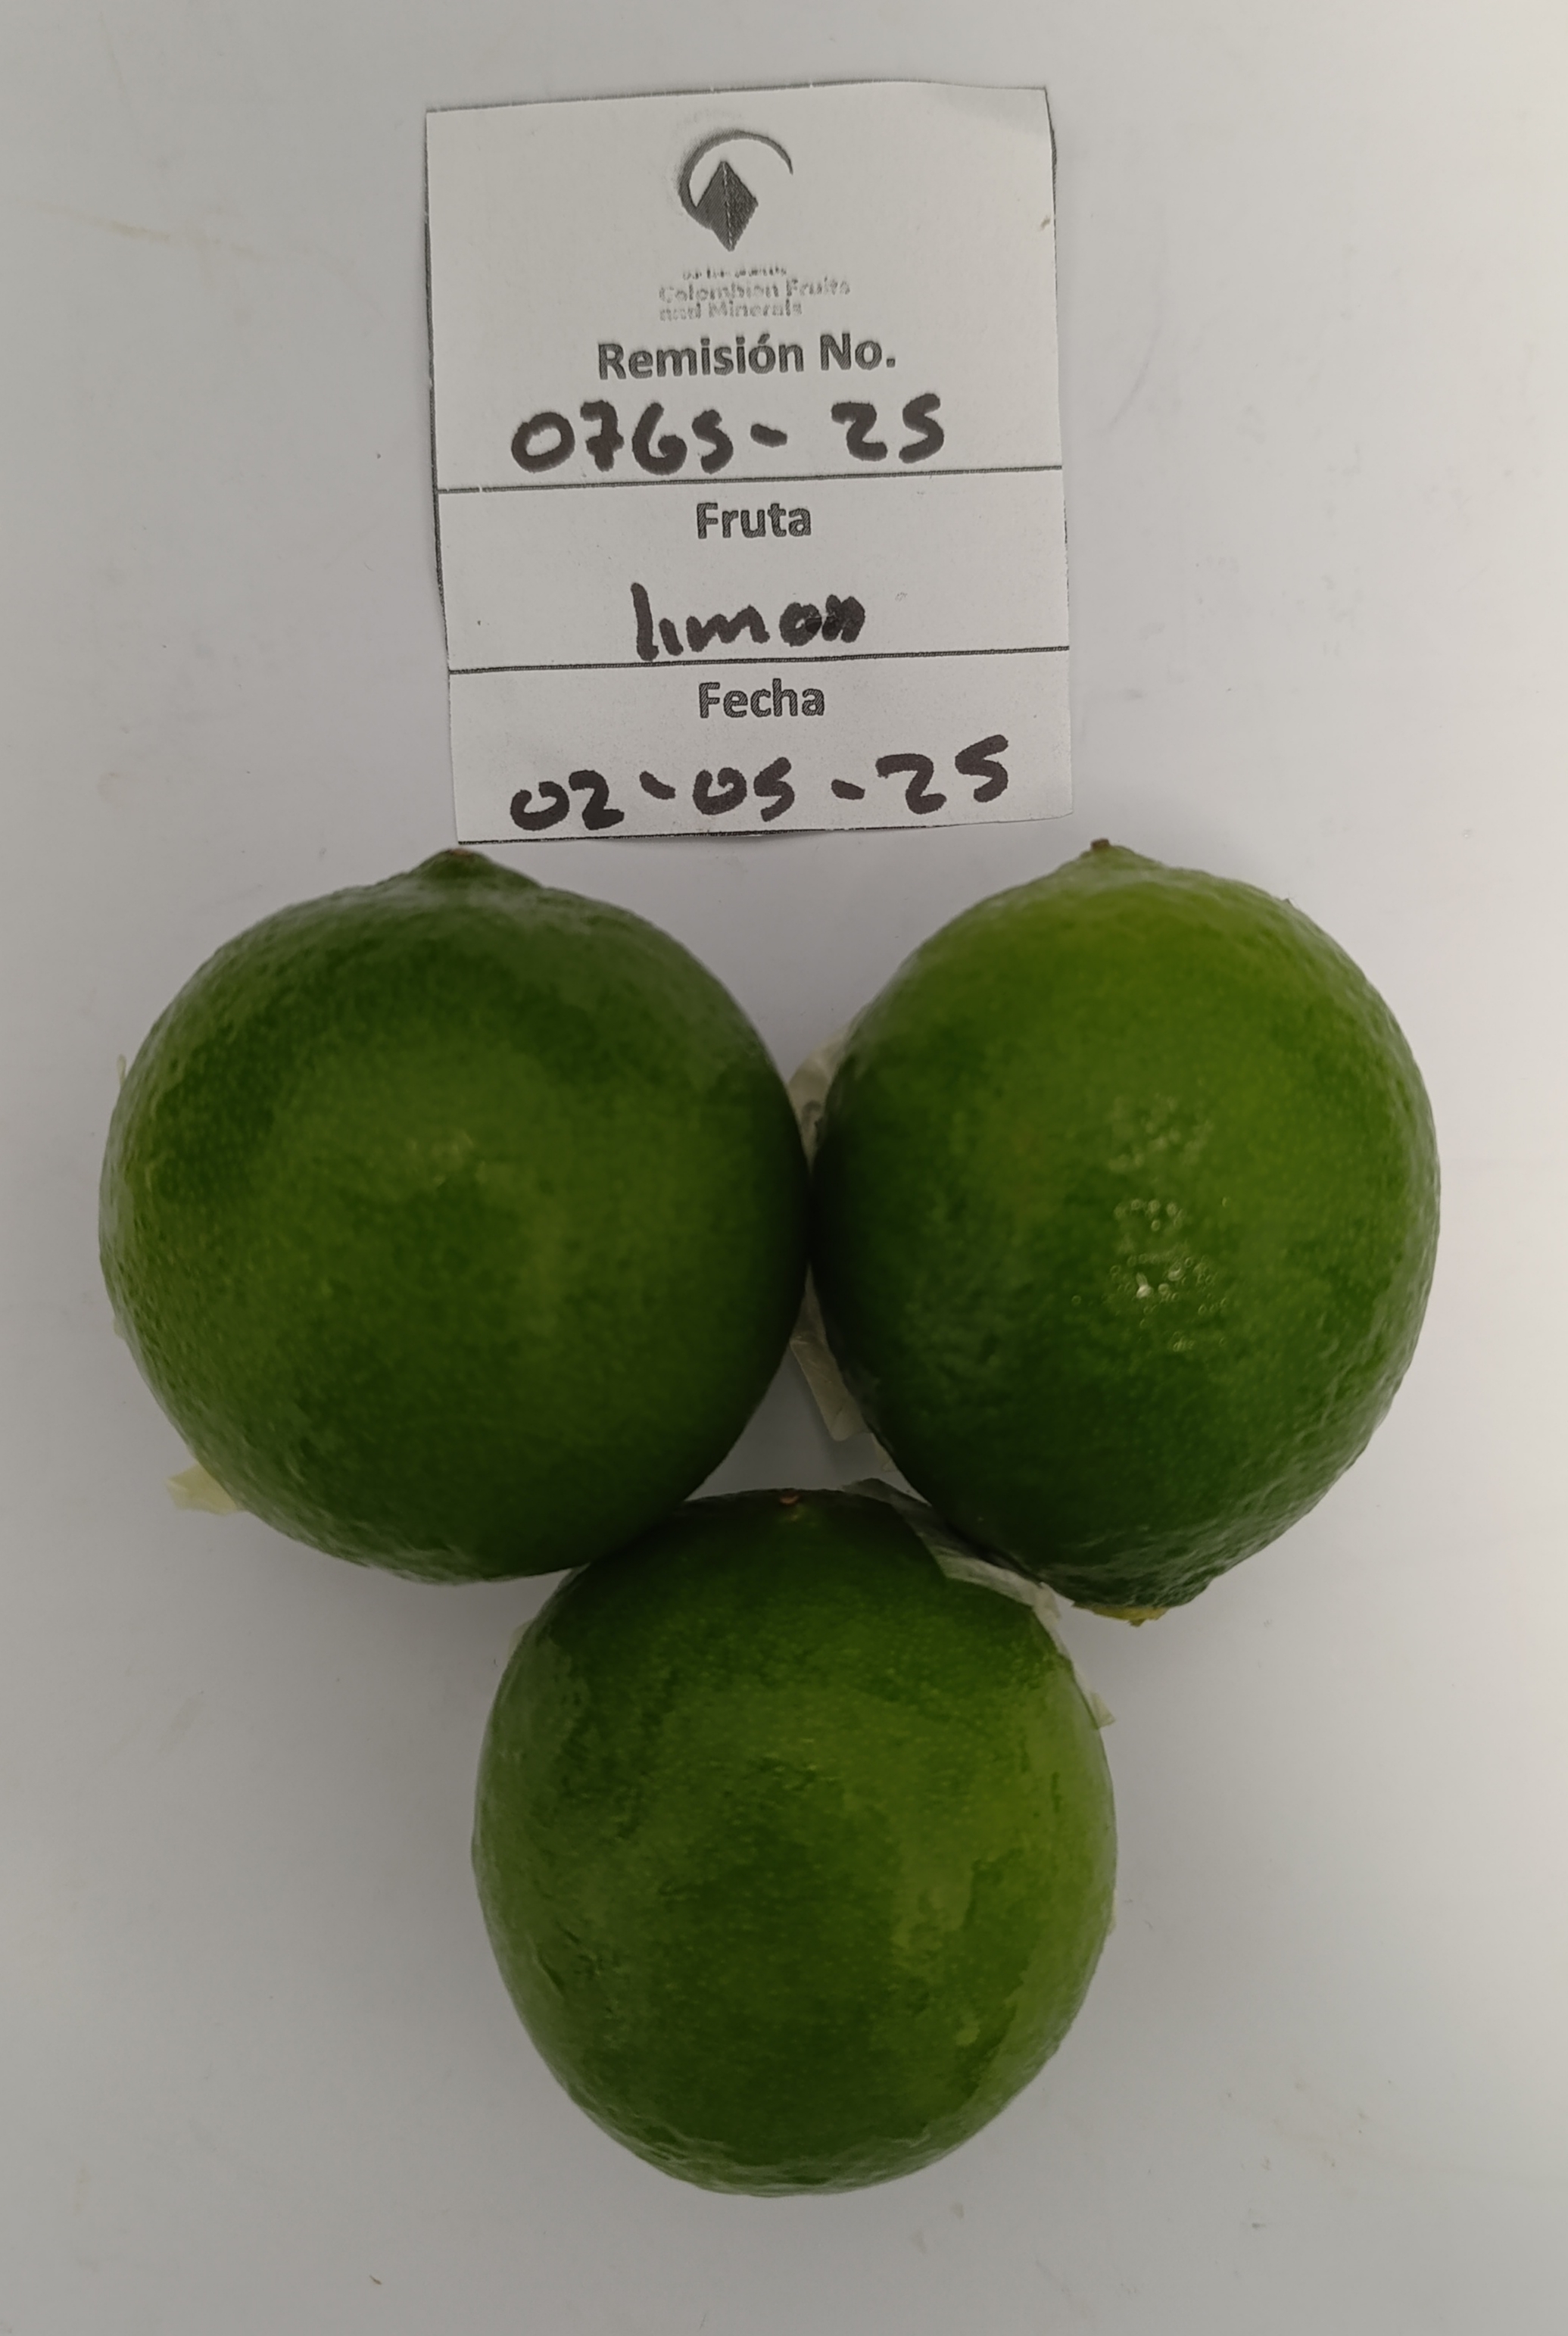 Colombian Fruits
and Minerals
Remisión No.
0765-25
Fruta
limon
Fecha
02-05-25